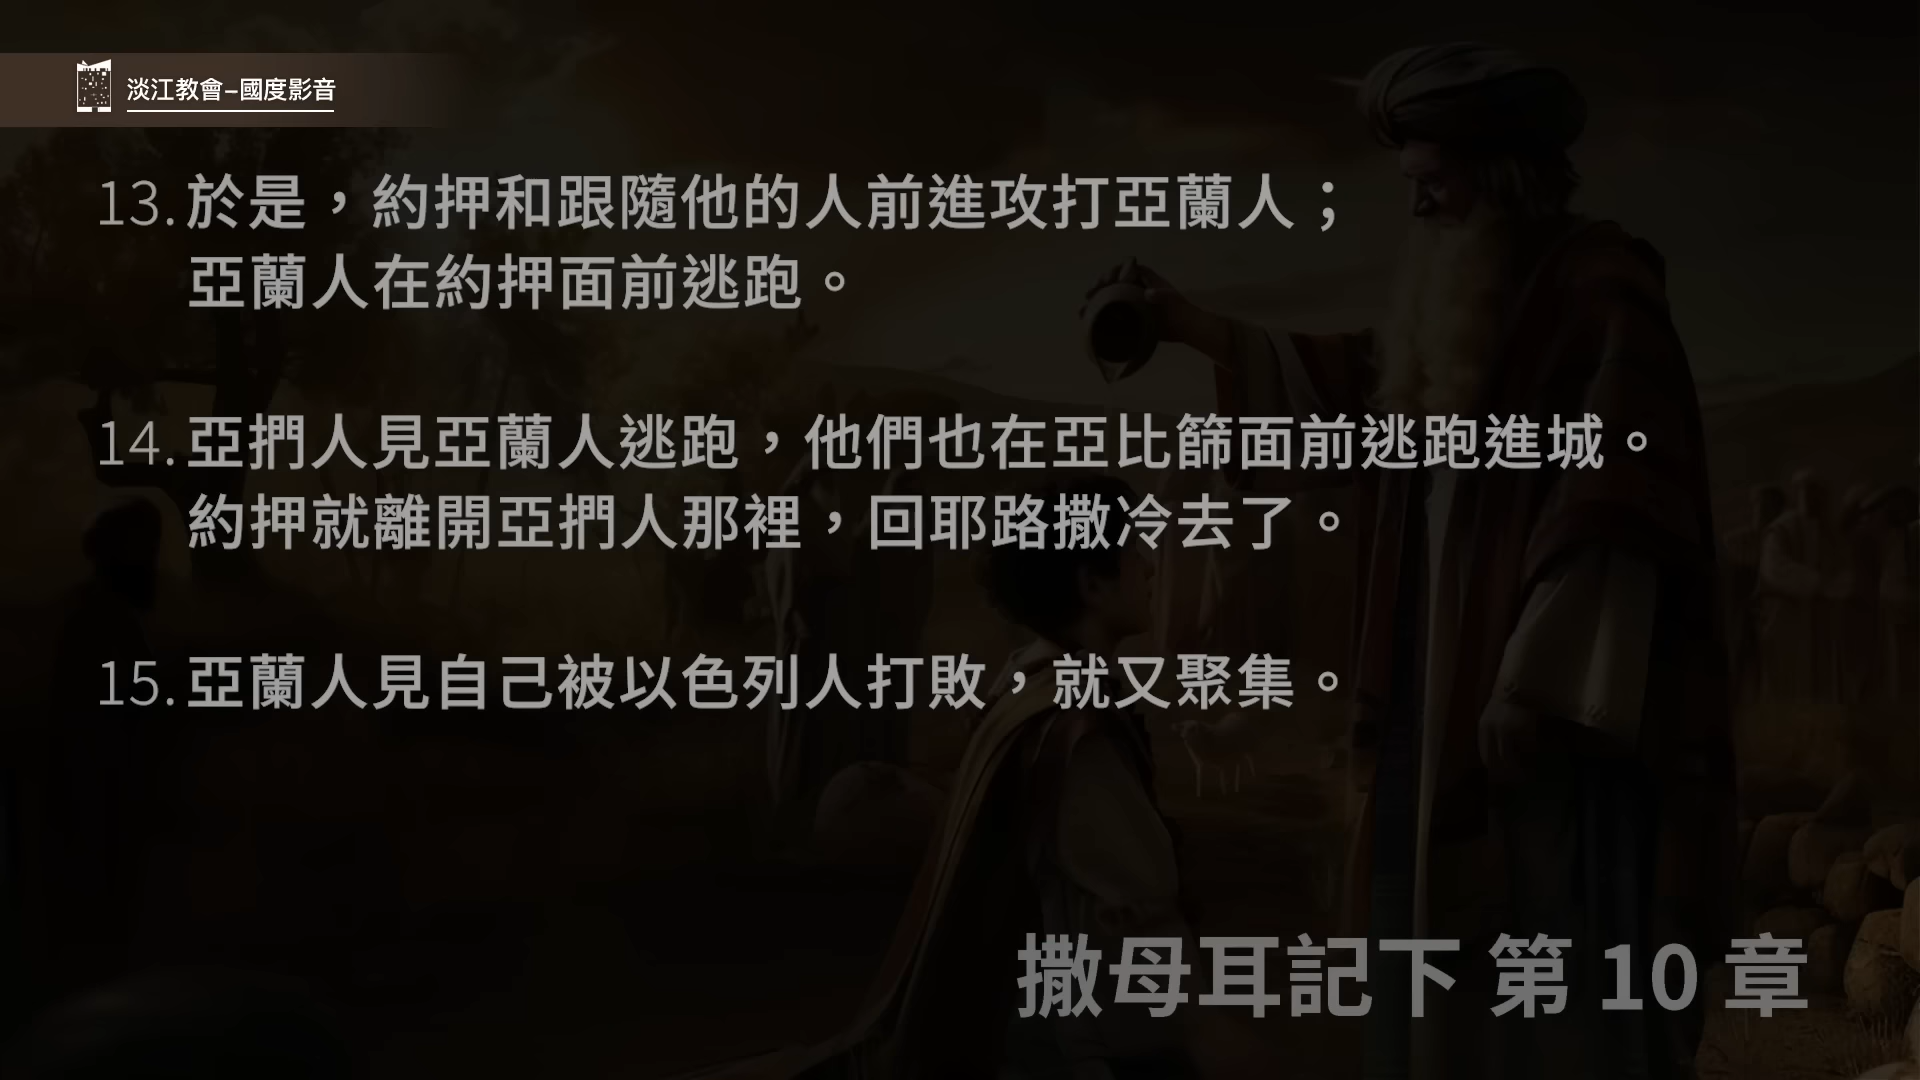 淡江教會–國度影音
13.於是，約押和跟隨他的人前進攻打亞蘭人；
亞蘭人在約押面前逃跑。
14.亞捫人見亞蘭人逃跑，他們也在亞比篩面前逃跑進城。
約押就離開亞捫人那裡，回耶路撒冷去了。
15.亞蘭人見自己被以色列人打敗，就又聚集。
撒母耳記下 第 10 章